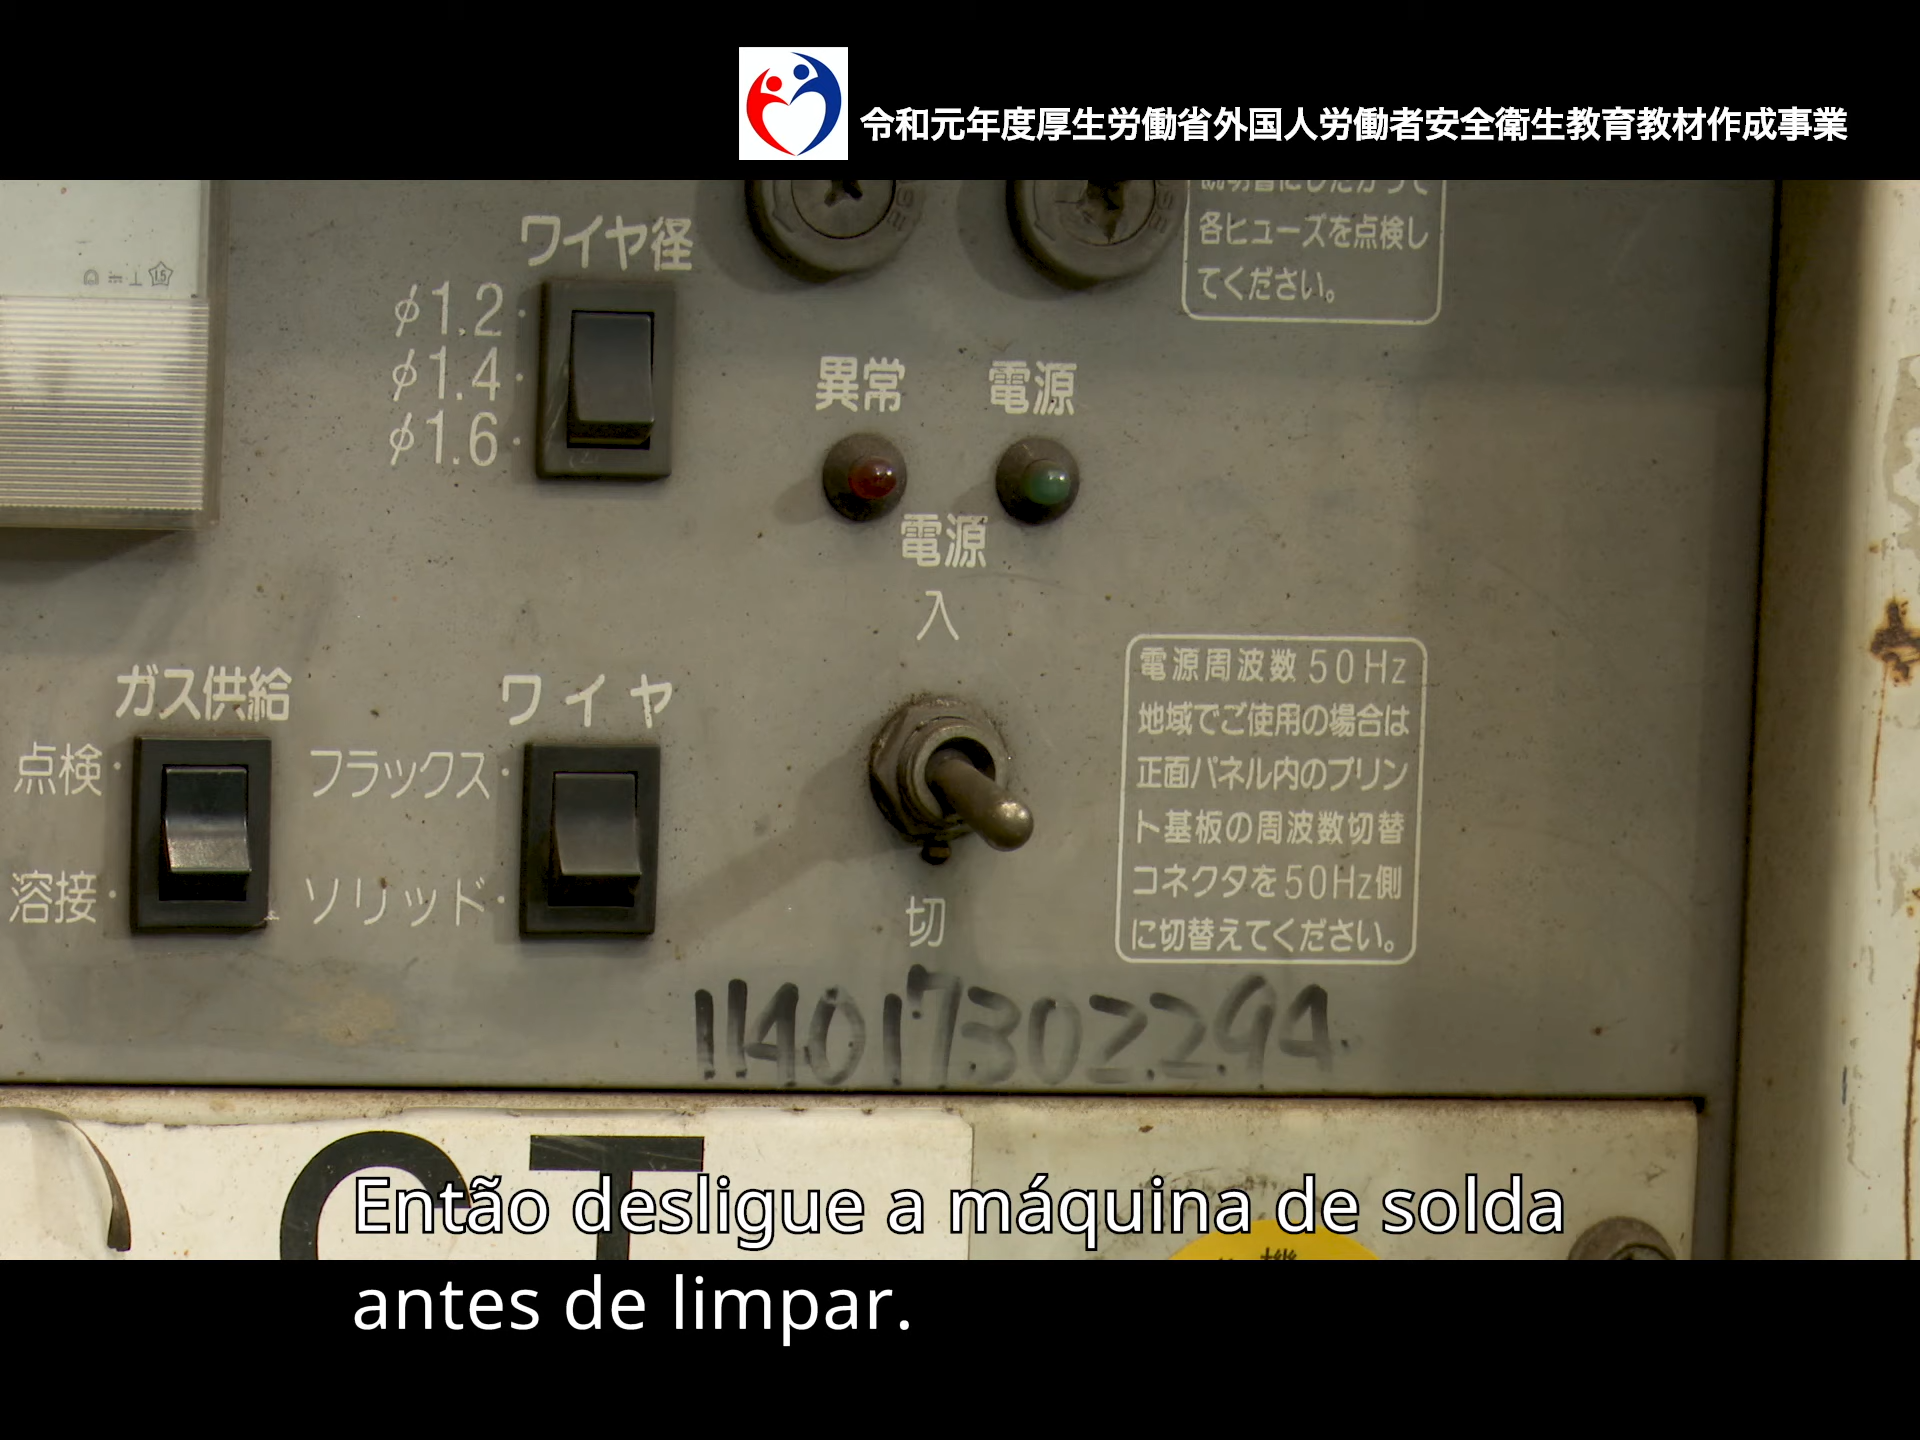 令和元年度厚生労働省外国人労働者安全衛生教育教材作成事業
各ヒューズを点検し
てください。
ワイヤ径
φ1.2
φ1.4
φ1.6
異常
電源
電源
入
切
ガス供給
点検
溶接
ワイヤ
フラックス
ソリッド
電源周波数50Hz
地域でご使用の場合は
正面パネル内のプリン
ト基板の周波数切替
コネクタを50Hz側
に切替えてください。
114017302294
CT
Então desligue a máquina de solda
antes de limpar.